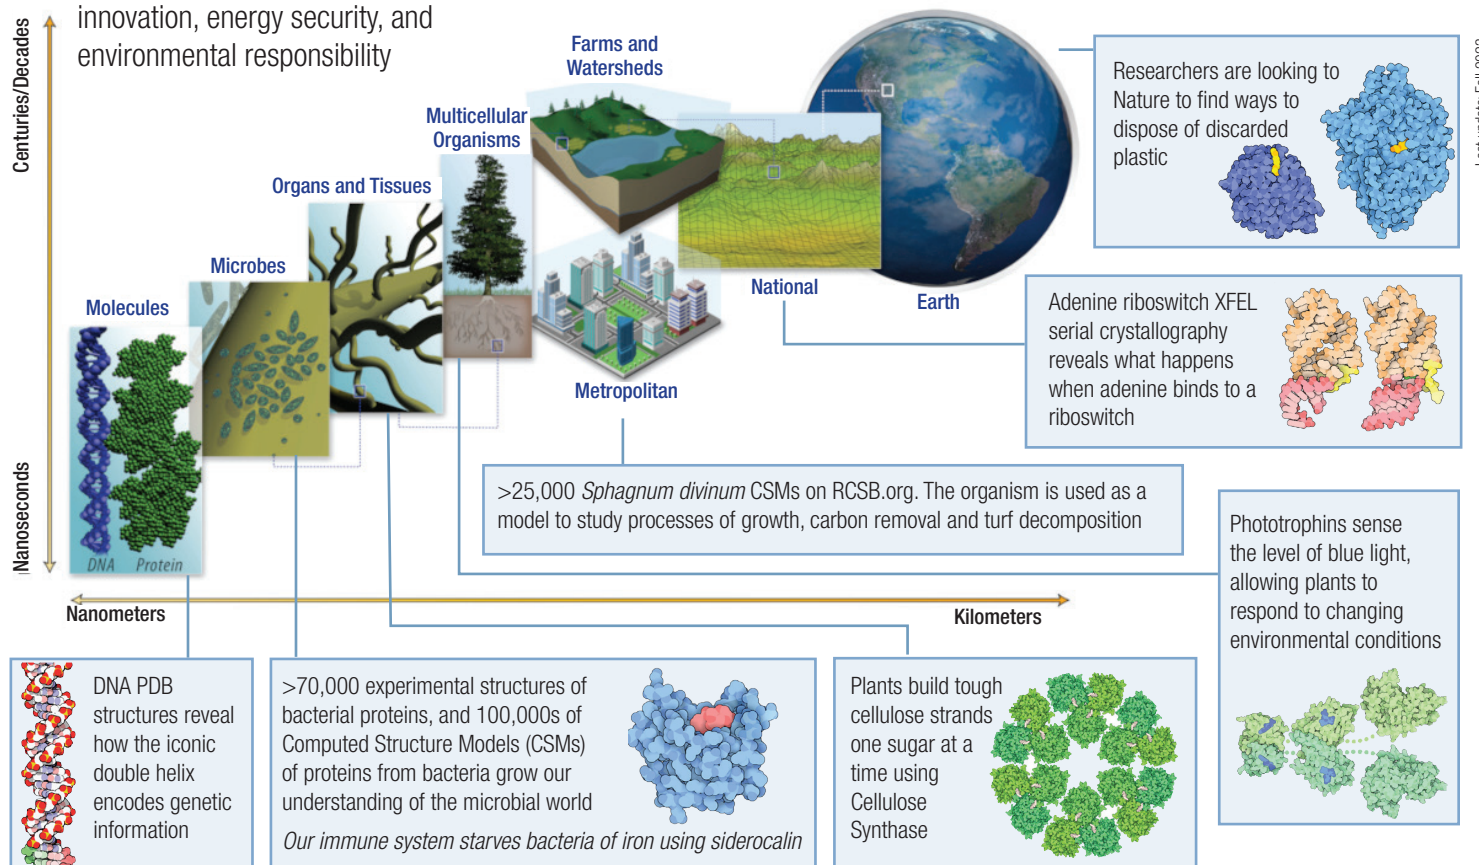 innovation, energy security, and
environmental responsibility
Centuries/Decades
Nanoseconds
Farms and
Watersheds
Multicellular
Organisms
Organs and Tissues
Microbes
Molecules
DNA Protein
Metropolitan
National
Earth
Nanometers
Kilometers
Researchers are looking to
Nature to find ways to
dispose of discarded
plastic
Adenine riboswitch XFEL
serial crystallography
reveals what happens
when adenine binds to a
riboswitch
>25,000 Sphagnum divinum CSMs on RCSB.org. The organism is used as a
model to study processes of growth, carbon removal and turf decomposition
Phototrophins sense
the level of blue light,
allowing plants to
respond to changing
environmental conditions
DNA PDB
structures reveal
how the iconic
double helix
encodes genetic
information
>70,000 experimental structures of
bacterial proteins, and 100,000s of
Computed Structure Models (CSMs)
of proteins from bacteria grow our
understanding of the microbial world
Our immune system starves bacteria of iron using siderocalin
Plants build tough
cellulose strands
one sugar at a
time using
Cellulose
Synthase